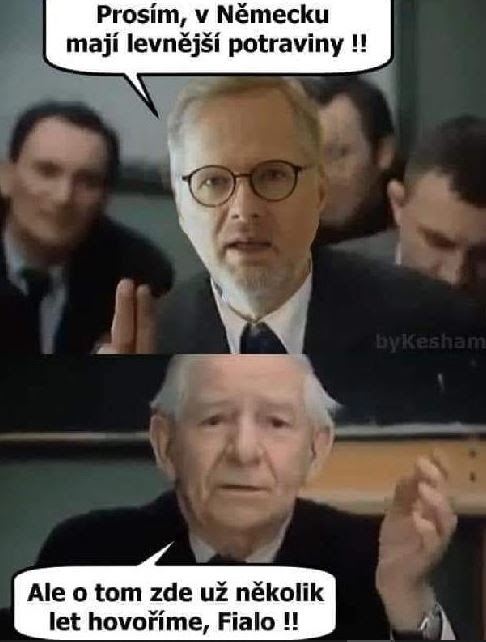 Prosím, v Německu
mají levnější potraviny !!
byKesham
Ale o tom zde už několik
let hovoříme, Fialo !!